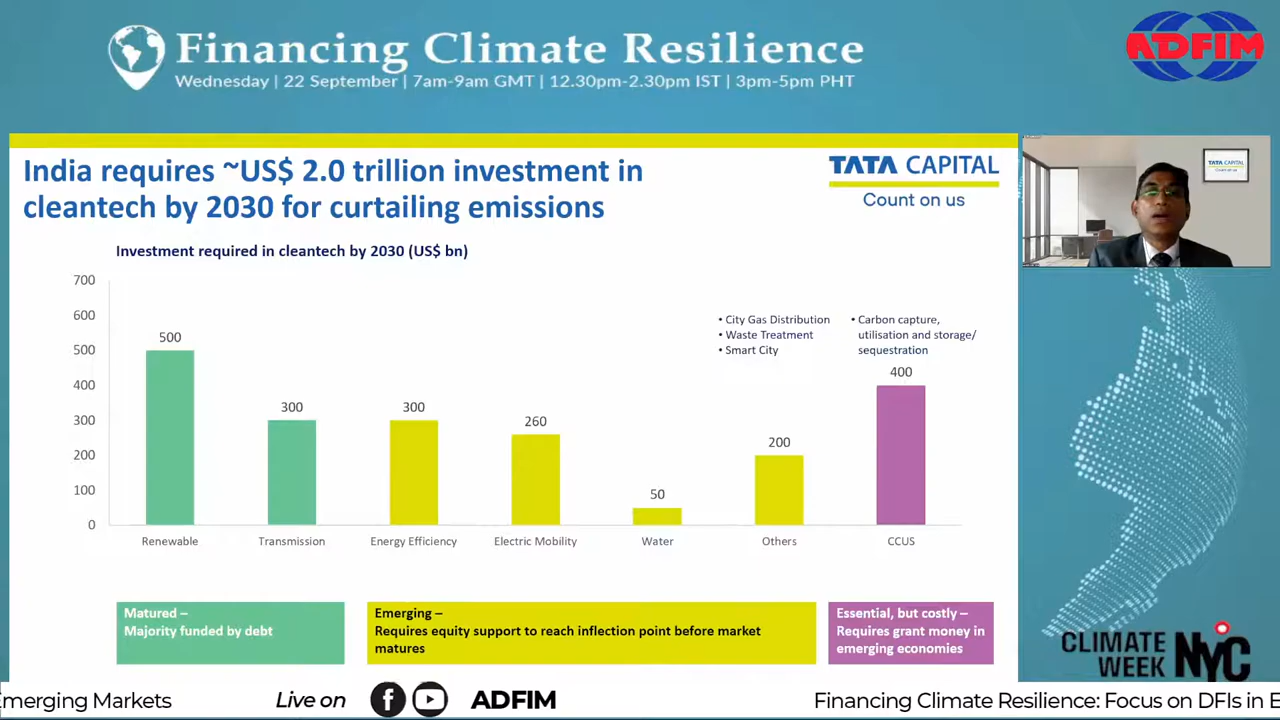 Financing Climate Resilience
Wednesday | 22 September | 7am-9am GMT | 12.30pm-2.30pm IST | 3pm-5pm PHT
ADFIM
India requires ~US$ 2.0 trillion investment in
cleantech by 2030 for curtailing emissions
TATA CAPITAL
Count on us
TATA CAPITAL
Count on us
Investment required in cleantech by 2030 (US$ bn)
700
600
500
400
300
200
100
0
500
300
300
260
50
200
400
• City Gas Distribution
• Waste Treatment
• Smart City
• Carbon capture,
utilisation and storage/
sequestration
Renewable
Transmission
Energy Efficiency
Electric Mobility
Water
Others
CCUS
Matured –
Majority funded by debt
Emerging –
Requires equity support to reach inflection point before market
matures
Essential, but costly –
Requires grant money in
emerging economies
CLIMATE
WEEK NYC
Emerging Markets
Live on
ADFIM
Financing Climate Resilience: Focus on DFIs in E